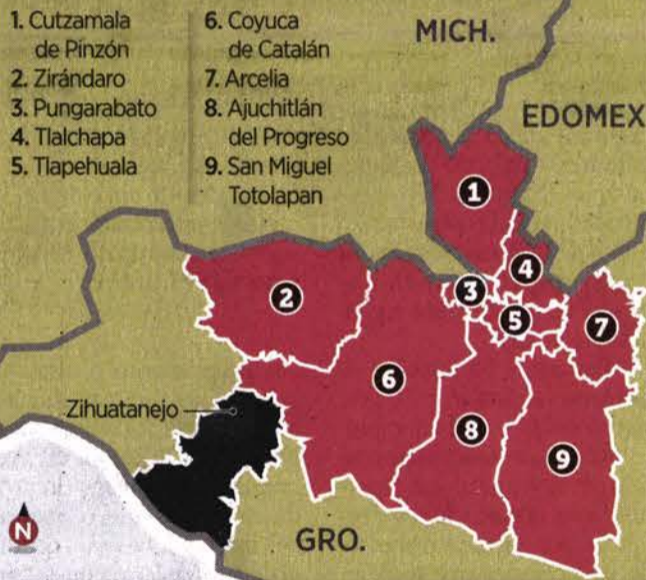 1. Cutzamala
de Pinzón
2. Zirándaro
3. Pungarabato
4. Tlalchapa
5. Tlapehuala
6. Coyuca
de Catalán
7. Arcelia
8. Ajuchitlán
del Progreso
9. San Miguel
Totolapan
MICH.
EDOMEX
1
4
2
3
5
7
6
8
9
Zihuatanejo
N
GRO.